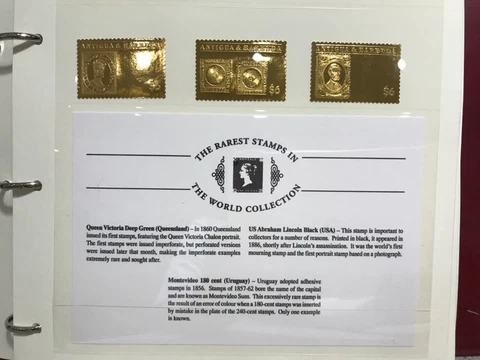 ANTIGUA & BARBUDA
ANTIGUA & BARBUDA
$6
ANTIGUA & BARBUDA
$6
THE RAREST STAMPS IN
THE WORLD COLLECTION
Queen Victoria Deep Green (Queensland) – In 1860 Queensland
issued its first stamps, featuring the Queen Victoria Chalon portrait.
The first stamps were issued imperforate, but perforated versions
were issued later that month, making the imperforate examples
extremely rare and sought after.
US Abraham Lincoln Black (USA) – This stamp is important to
collectors for a number of reasons. Printed in black, it appeared in
1886, shortly after Lincoln's assassination. It was the world's first
mourning stamp and the first portrait stamp based on a photograph.
Montevideo 180 cent (Uruguay) – Uruguay adopted adhesive
stamps in 1856. Stamps of 1857-62 bore the name of the capital
and are known as Montevideo Suns. This excessively rare stamp is
the result of an error of colour when a 180-cent stamps was inserted
by mistake in the plate of the 240-cent stamps. Only one example
is known.